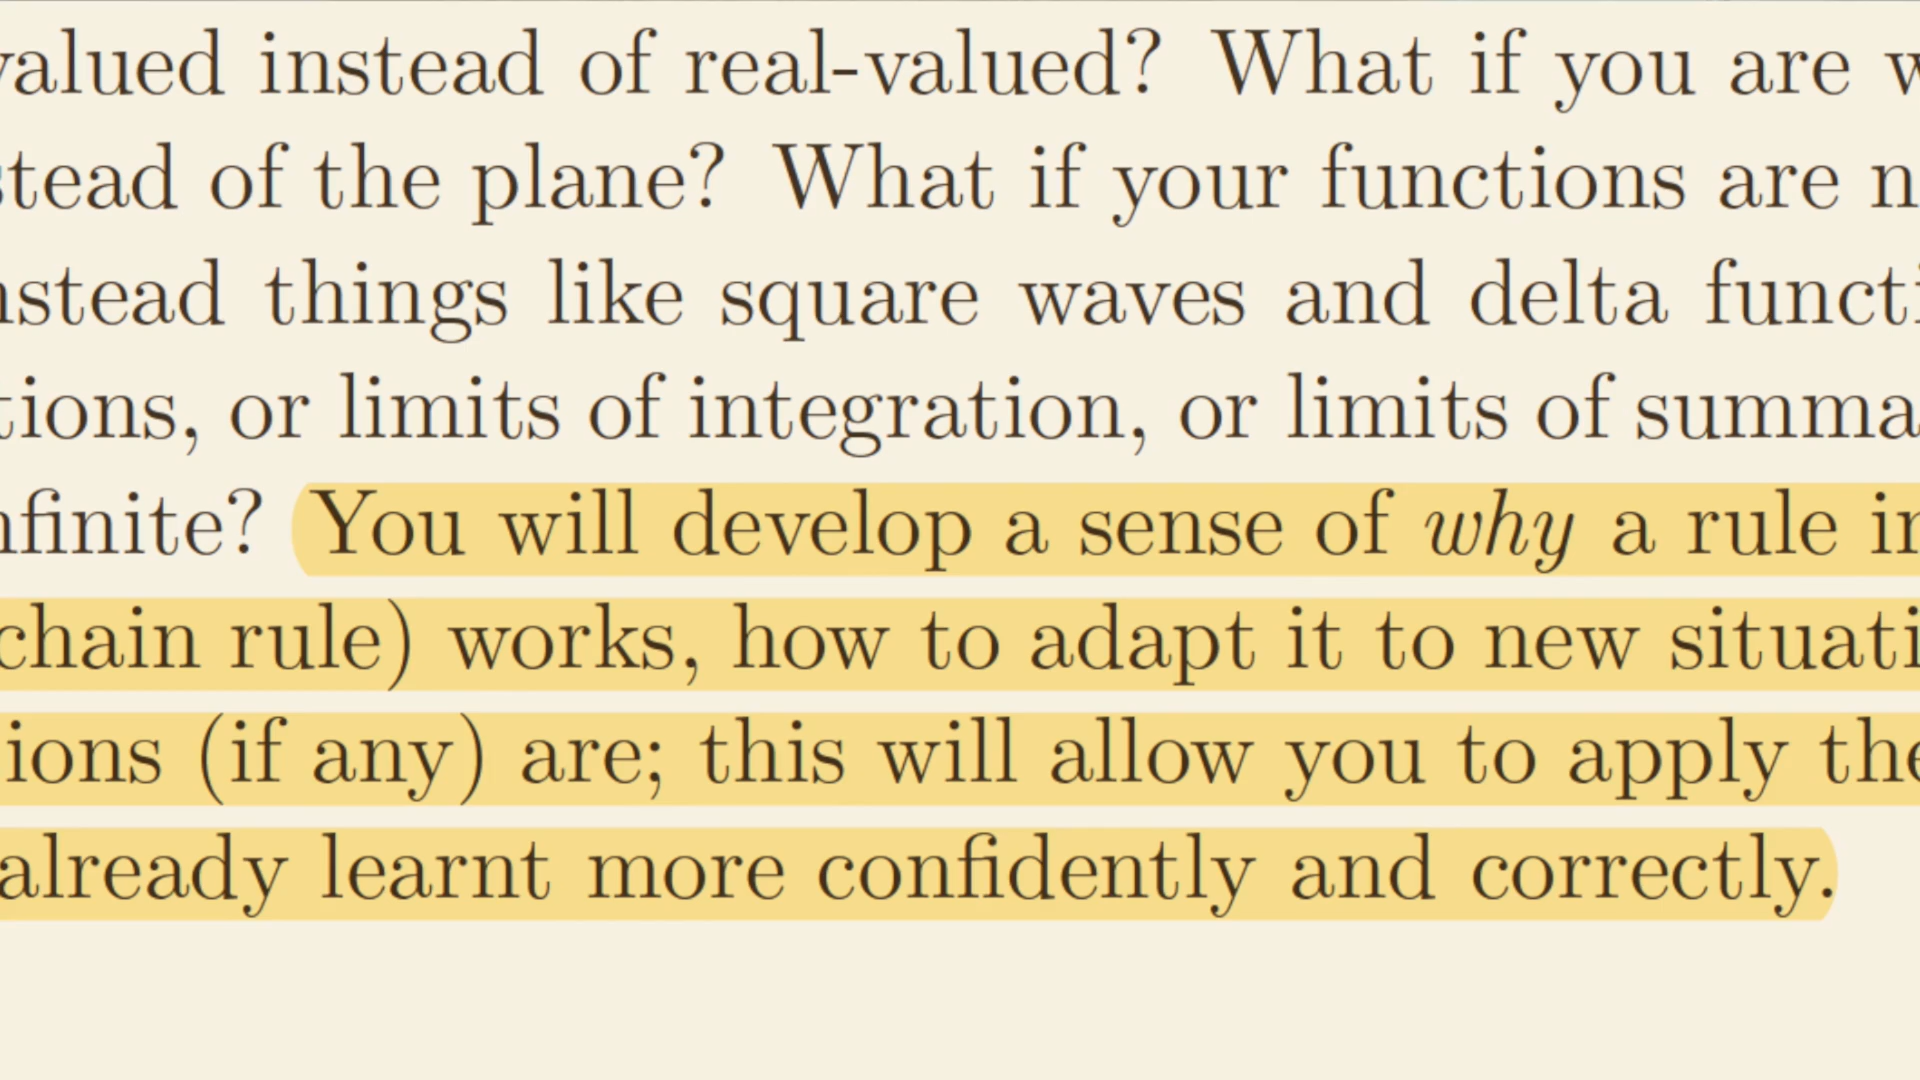 valued instead of real-valued? What if you are w
stead of the plane? What if your functions are n
nstead things like square waves and delta functi
tions, or limits of integration, or limits of summa
nfinite? You will develop a sense of why a rule in
chain rule) works, how to adapt it to new situati
ions (if any) are; this will allow you to apply the
already learnt more confidently and correctly.